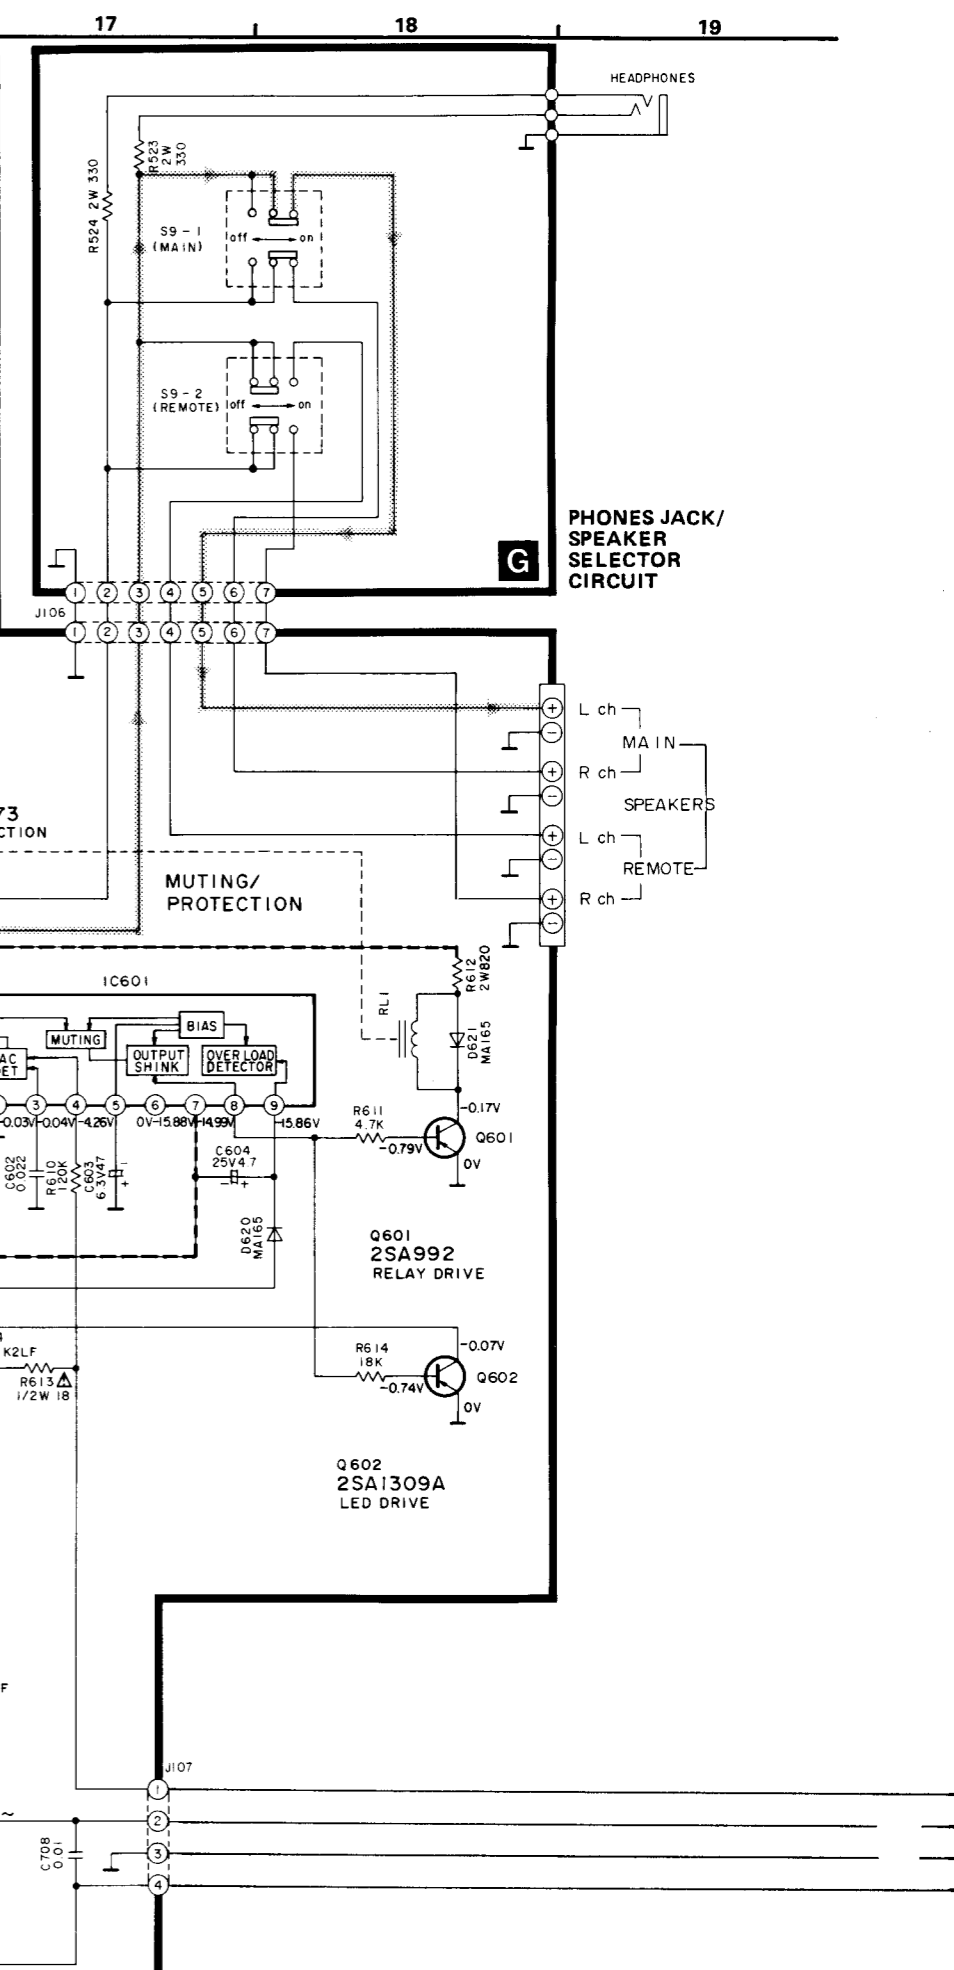 17 18 19
HEADPHONES
R523
2W
330
R524 2W 330
S9-1
(MAIN)
off on
S9-2
(REMOTE)
off on
PHONES JACK/
SPEAKER
SELECTOR
CIRCUIT
G
1 2 3 4 5 6 7
J106
1 2 3 4 5 6 7
+ L ch
−
MAIN
+ R ch
−
SPEAKERS
+ L ch
−
REMOTE
+ R ch
−
73
CTION
MUTING/
PROTECTION
R612
2W820
IC601
RL1
D621
MA165
BIAS
MUTING
AC
DET
OUTPUT
SHINK
OVER LOAD
DETECTOR
3 4 5 6 7 8 9
-0.03V -0.04V -4.26V 0V -15.88V -14.99V -15.86V
R611
4.7K
-0.17V
-0.79V
Q601
0V
C602
0.022
R610
120K
C603
6.3V47
- +
C604
25V4.7
- +
D620
MA165
Q601
2SA992
RELAY DRIVE
K2LF
R613
1/2W 18
R614
18K
-0.07V
-0.74V
Q602
0V
Q602
2SA1309A
LED DRIVE
F
J107
1
~
2
C708
0.01
3
4